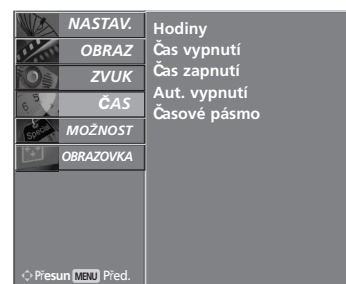 NASTAV.
OBRAZ
ZVUK
ČAS
MOŽNOST
OBRAZOVKA
Hodiny
Čas vypnutí
Čas zapnutí
Aut. vypnutí
Časové pásmo
Přesun MENU Před.